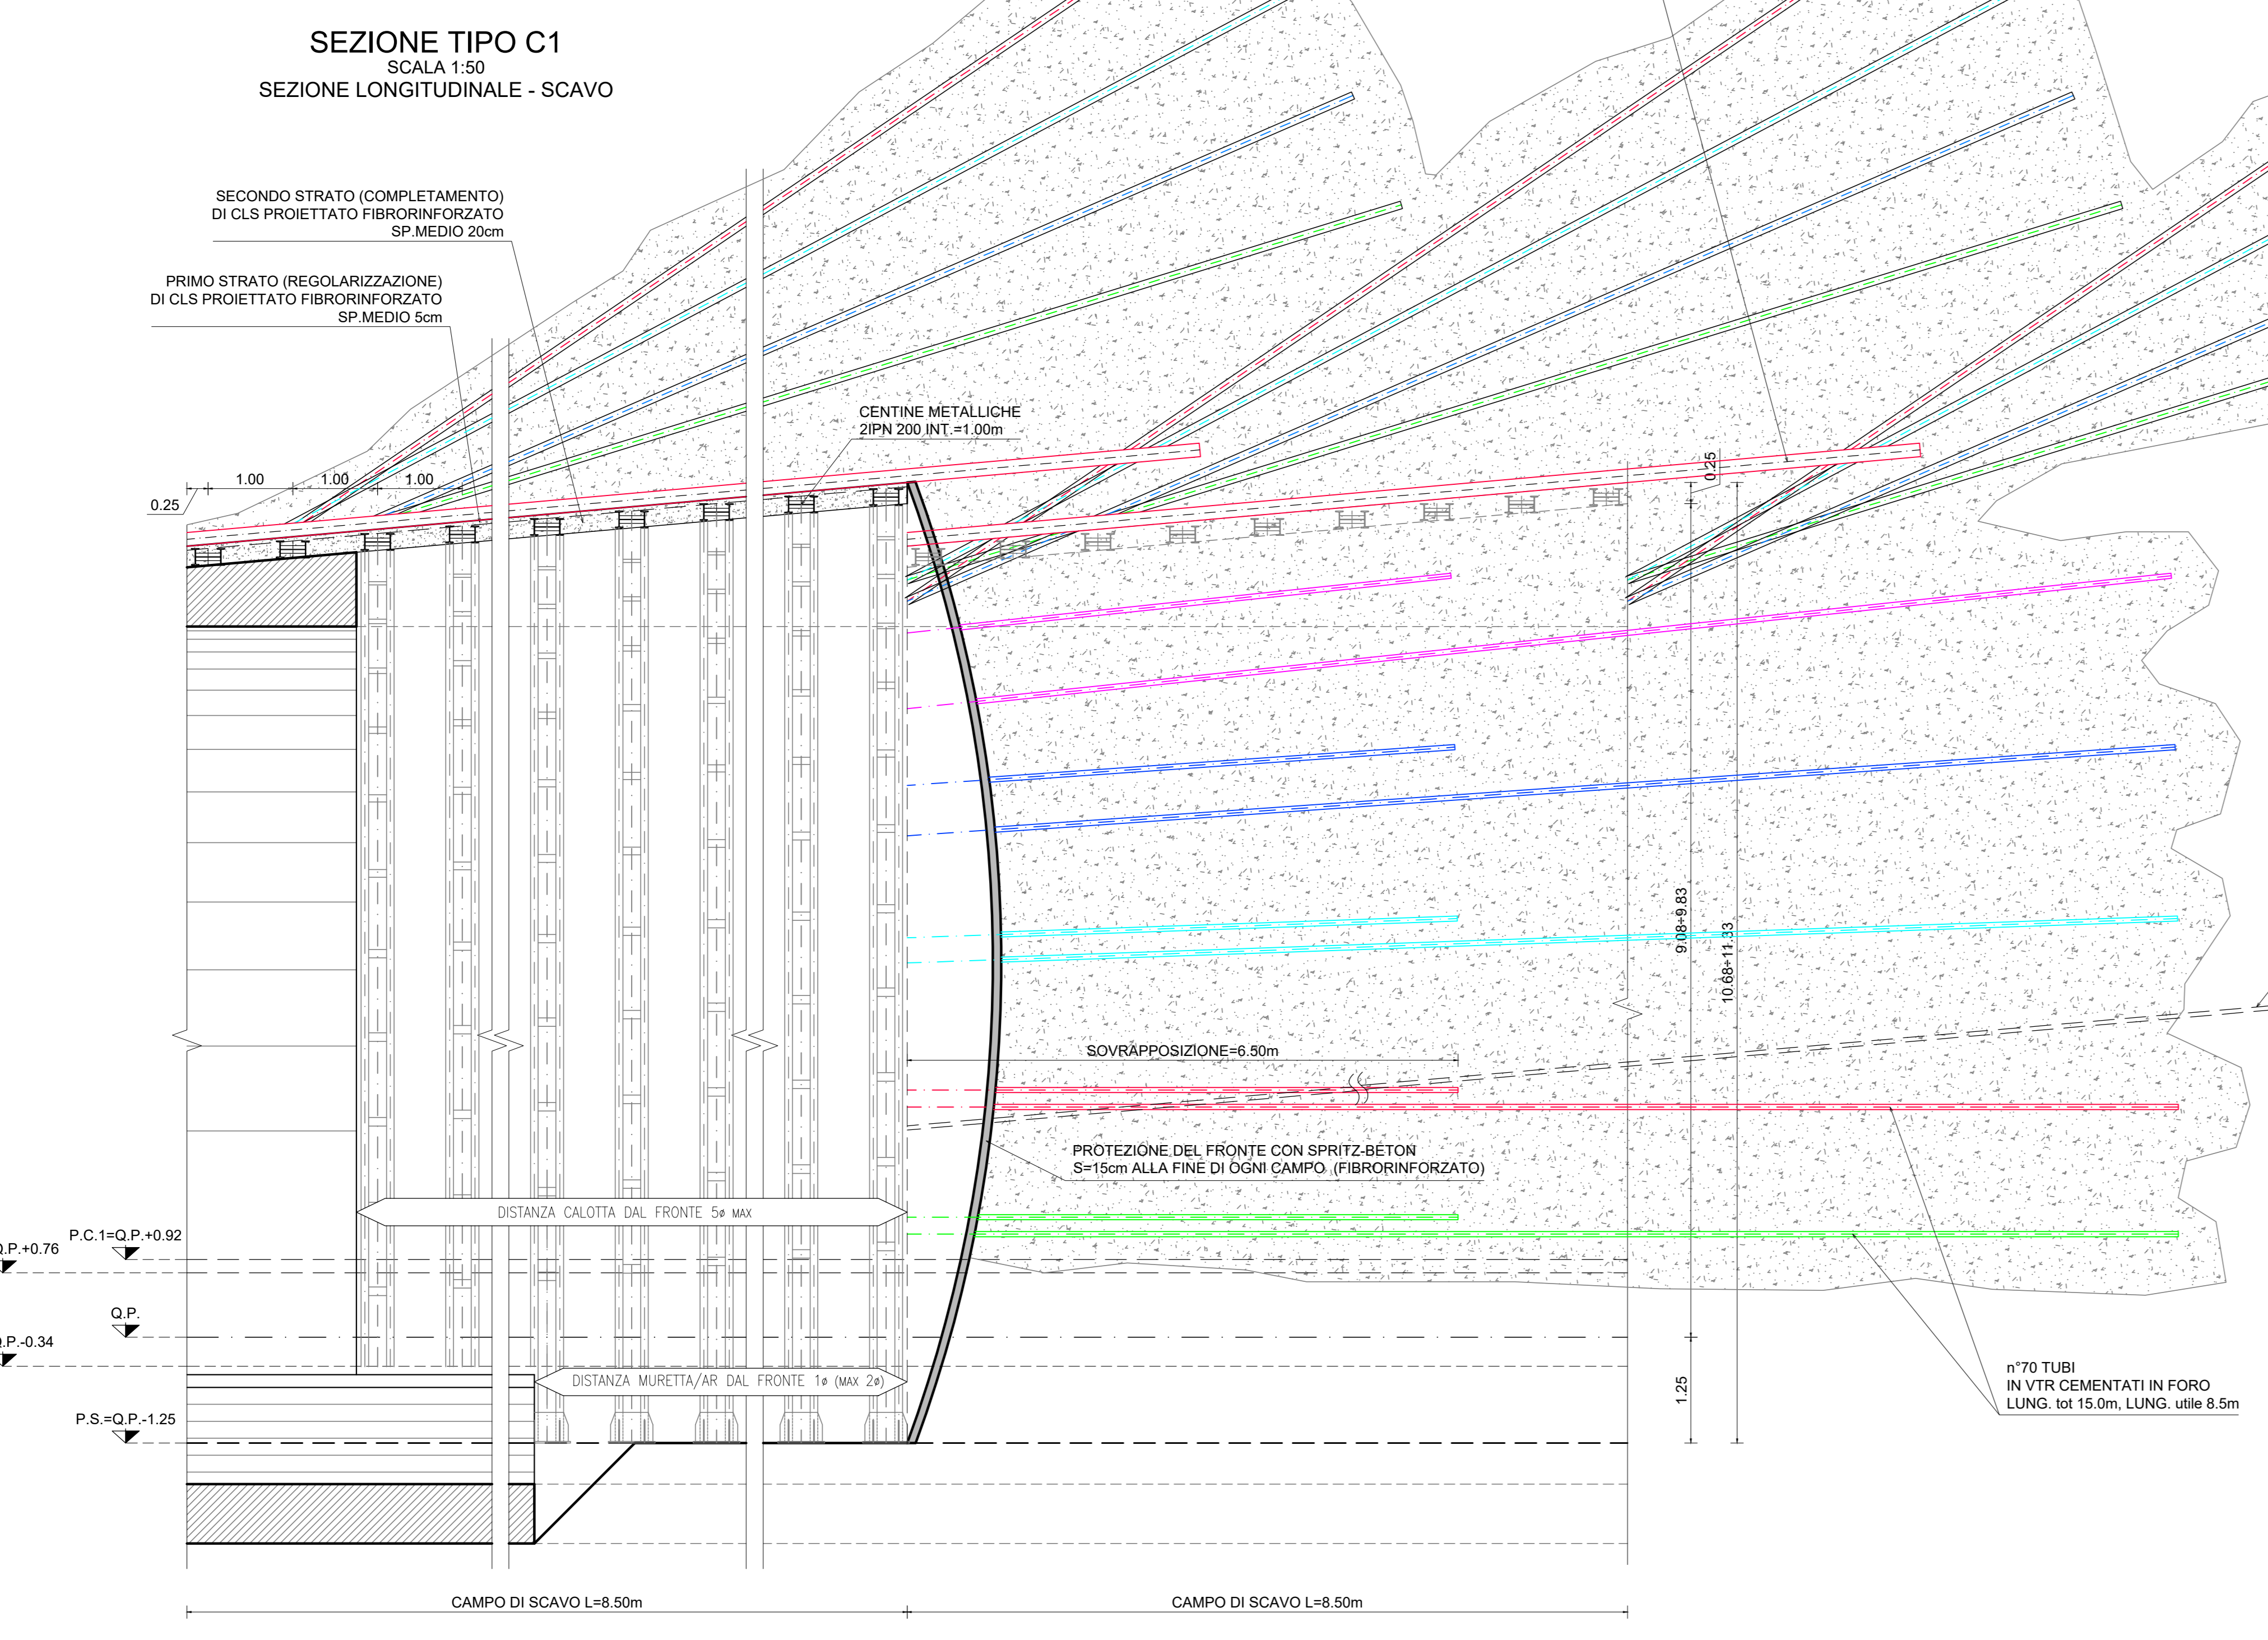 SEZIONE TIPO C1
SCALA 1:50
SEZIONE LONGITUDINALE - SCAVO
SECONDO STRATO (COMPLETAMENTO)
DI CLS PROIETTATO FIBRORINFORZATO
SP.MEDIO 20cm
PRIMO STRATO (REGOLARIZZAZIONE)
DI CLS PROIETTATO FIBRORINFORZATO
SP.MEDIO 5cm
CENTINE METALLICHE
2IPN 200 INT.=1.00m
0.25
1.00
1.00
1.00
0.25
9.08÷9.83
10.68÷11.33
SOVRAPPOSIZIONE=6.50m
PROTEZIONE DEL FRONTE CON SPRITZ-BETON
S=15cm ALLA FINE DI OGNI CAMPO (FIBRORINFORZATO)
DISTANZA CALOTTA DAL FRONTE 5ø MAX
P.C.1=Q.P.+0.92
Q.P.+0.76
Q.P.
Q.P.-0.34
DISTANZA MURETTA/AR DAL FRONTE 1ø (MAX 2ø)
1.25
P.S.=Q.P.-1.25
n°70 TUBI
IN VTR CEMENTATI IN FORO
LUNG. tot 15.0m, LUNG. utile 8.5m
CAMPO DI SCAVO L=8.50m
CAMPO DI SCAVO L=8.50m